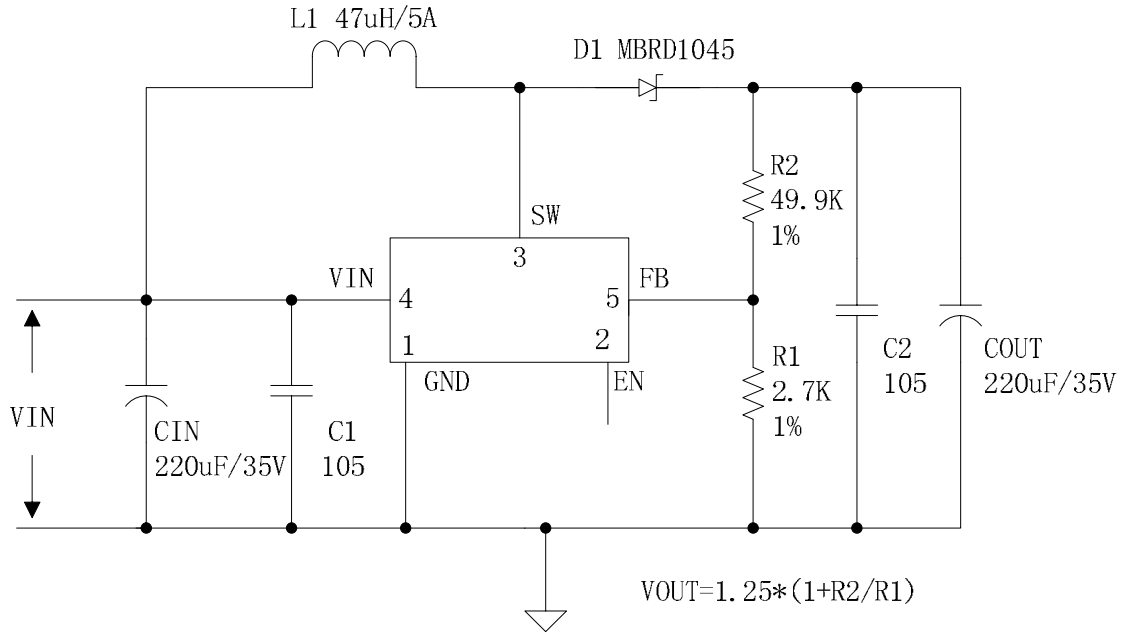 L1 47uH/5A
D1 MBRD1045
R2
49.9K
1%
SW
3
VIN
4
5
FB
1
2
GND
EN
R1
2.7K
1%
C2
105
COUT
220uF/35V
VIN
CIN
220uF/35V
C1
105
VOUT=1.25*(1+R2/R1)